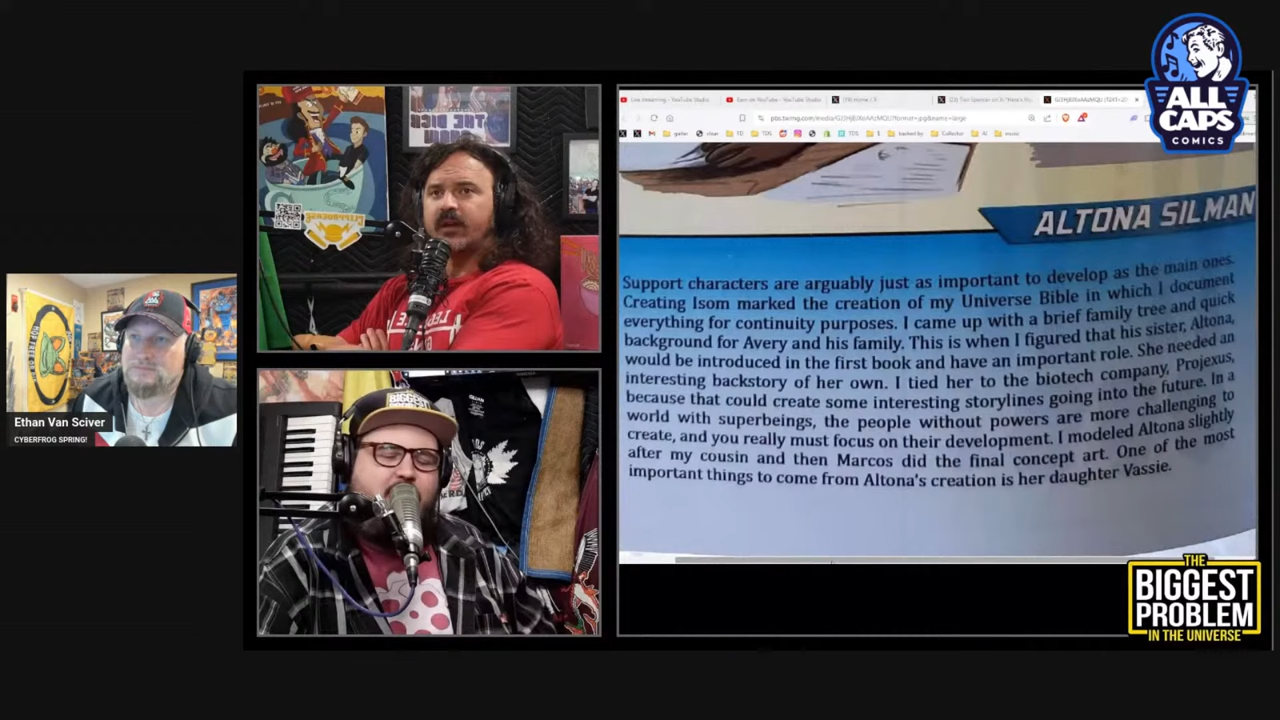 ALL
CAPS
COMICS
THE DICK
SHOW
pbs.twimg.com/media/
ALTONA SILMAN
Support characters are arguably just as important to develop as the main ones.
Creating Isom marked the creation of my Universe Bible in which I document
everything for continuity purposes. I came up with a brief family tree and quick
background for Avery and his family. This is when I figured that his sister, Altona,
would be introduced in the first book and have an important role. She needed an
interesting backstory of her own. I tied her to the biotech company, Projexus,
because that could create some interesting storylines going into the future. In a
world with superbeings, the people without powers are more challenging to
create, and you really must focus on their development. I modeled Altona slightly
after my cousin and then Marcos did the final concept art. One of the most
important things to come from Altona's creation is her daughter Vassie.
Ethan Van Sciver
CYBERFROG SPRING!
BIGGEST
THE
BIGGEST
PROBLEM
IN THE UNIVERSE